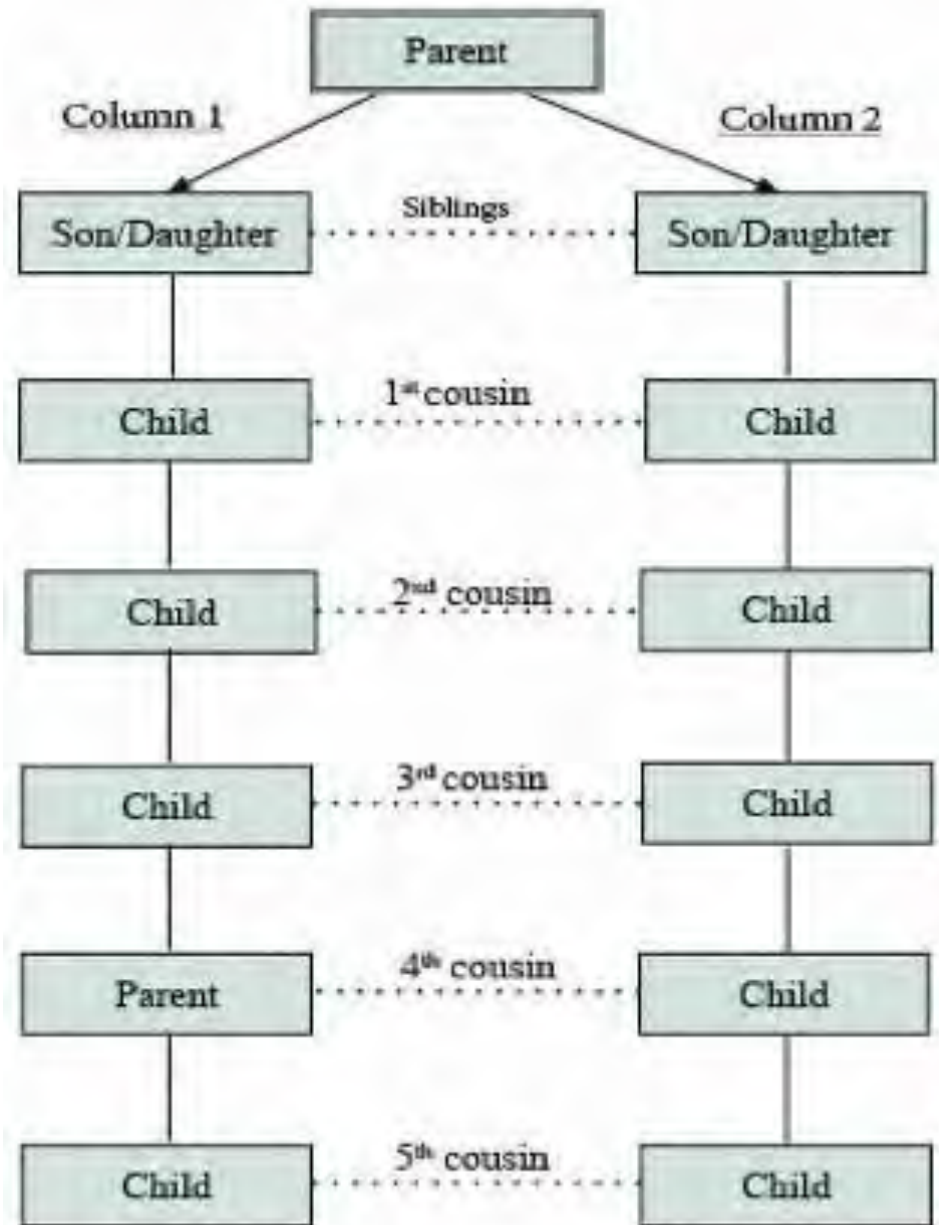 Parent
Column 1
Column 2
Son/Daughter
Siblings
Son/Daughter
Child
1st cousin
Child
Child
2nd cousin
Child
Child
3rd cousin
Child
Parent
4th cousin
Child
Child
5th cousin
Child